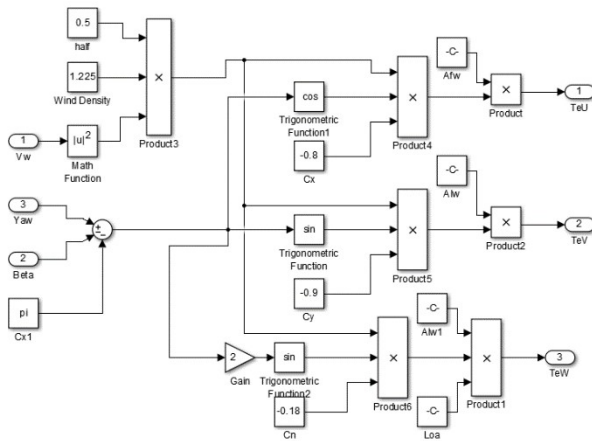 0.5
half
1.225
Wind Density
1
Vw
|u|²
Math
Function
×
Product3
3
Yaw
2
Beta
pi
Cx1
+
−
−
cos
Trigonometric
Function1
-0.8
Cx
×
Product4
-C-
Afw
×
Product
1
TeU
sin
Trigonometric
Function
-0.9
Cy
×
Product5
-C-
Alw
×
Product2
2
TeV
2
Gain
sin
Trigonometric
Function2
-0.18
Cn
×
Product6
-C-
Alw1
-C-
Loa
×
Product1
3
TeW